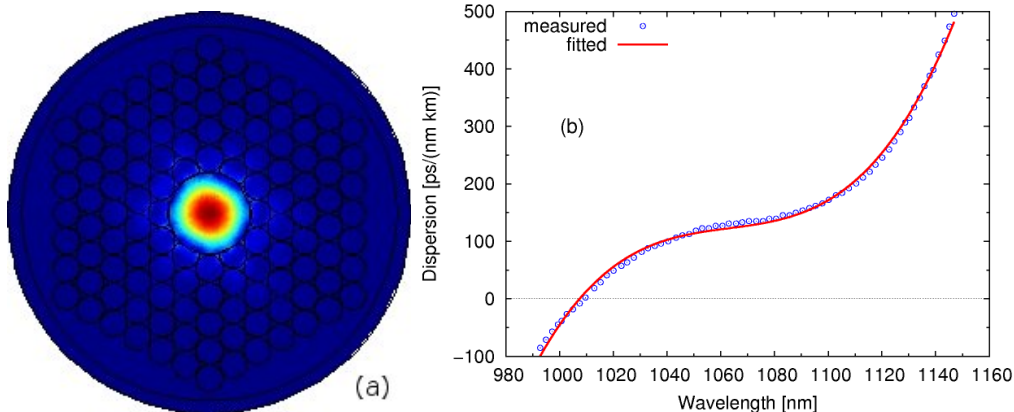 (a)
measured
fitted
(b)
Dispersion [ps/(nm km)]
500
400
300
200
100
0
−100
980 1000 1020 1040 1060 1080 1100 1120 1140 1160
Wavelength [nm]